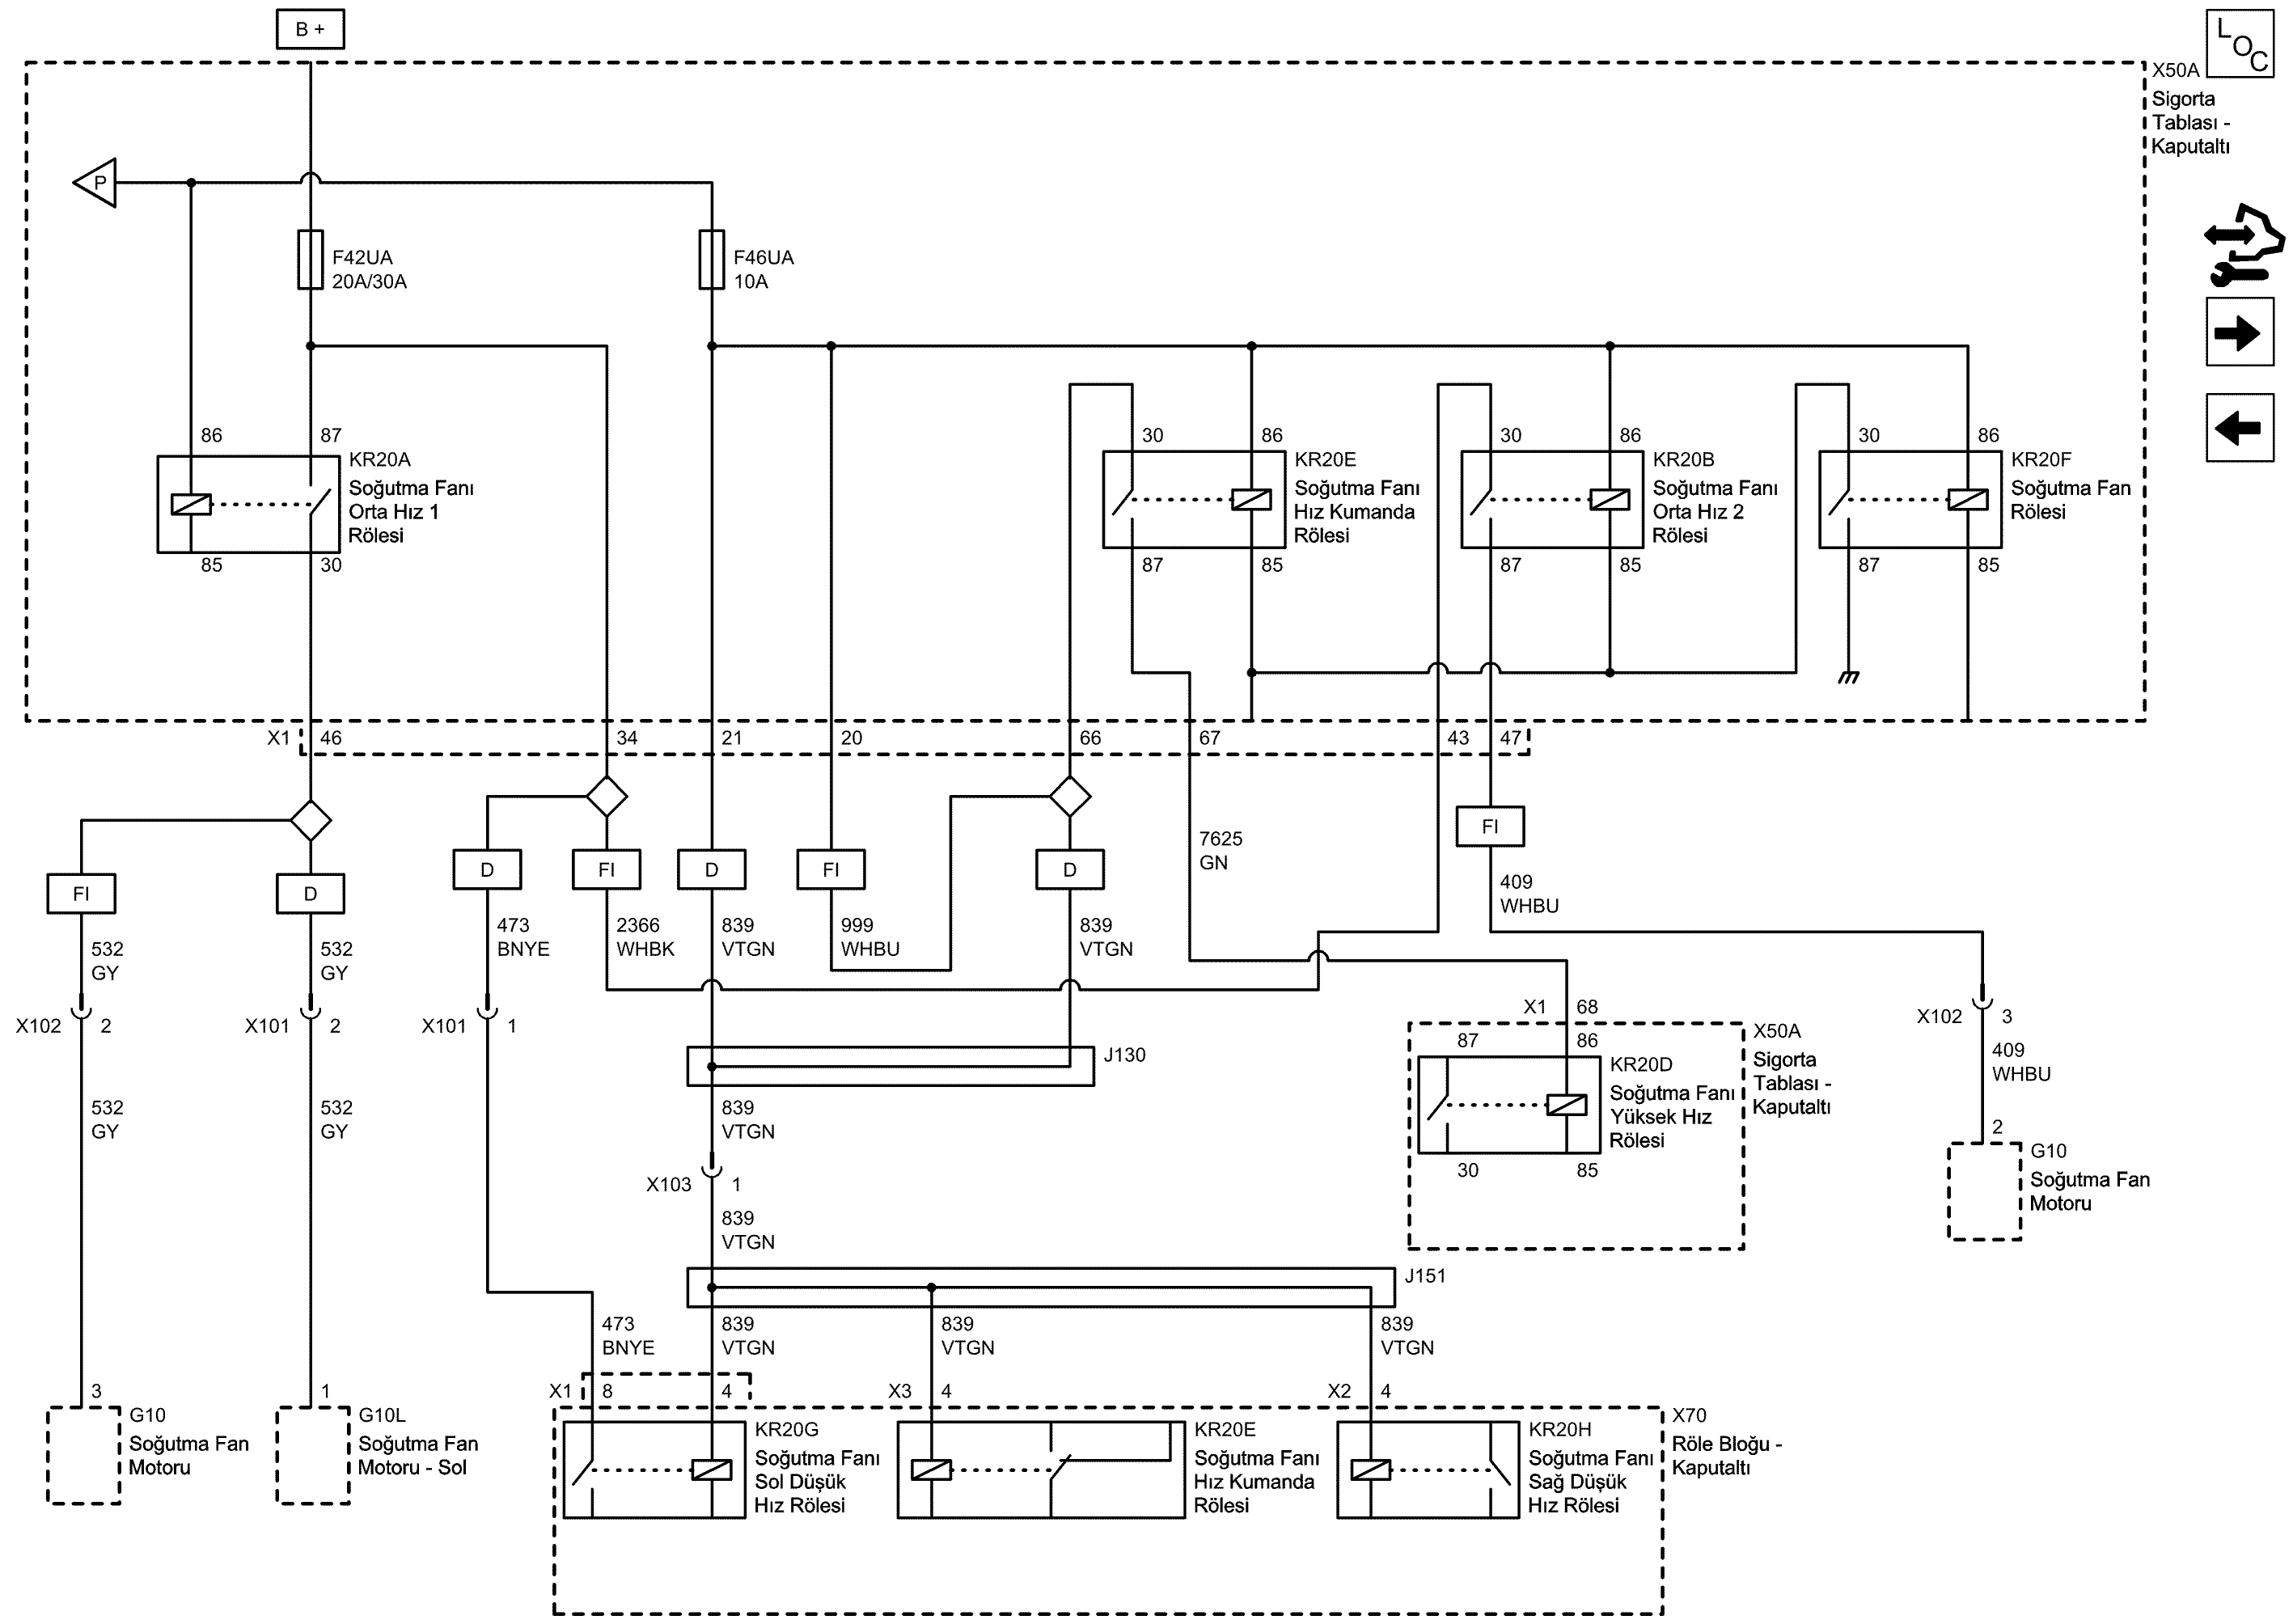 B +
LOC
X50A
Sigorta
Tablası -
Kaputaltı
P
F42UA
20A/30A
F46UA
10A
86
87
KR20A
Soğutma Fanı
Orta Hız 1
Rölesi
85
30
30
86
KR20E
Soğutma Fanı
Hız Kumanda
Rölesi
87
85
30
86
KR20B
Soğutma Fanı
Orta Hız 2
Rölesi
87
85
30
86
KR20F
Soğutma Fan
Rölesi
87
85
X1
46
34
21
20
66
67
43
47
FI
D
D
FI
D
FI
D
FI
532
GY
532
GY
473
BNYE
2366
WHBK
839
VTGN
999
WHBU
839
VTGN
7625
GN
409
WHBU
X102
2
X101
2
X101
1
J130
X1
68
X102
3
532
GY
532
GY
839
VTGN
X103
1
839
VTGN
87
86
KR20D
Soğutma Fanı
Yüksek Hız
Rölesi
30
85
X50A
Sigorta
Tablası -
Kaputaltı
409
WHBU
2
G10
Soğutma Fan
Motoru
J151
473
BNYE
839
VTGN
839
VTGN
839
VTGN
3
G10
Soğutma Fan
Motoru
1
G10L
Soğutma Fan
Motoru - Sol
X1
8
4
X3
4
X2
4
KR20G
Soğutma Fanı
Sol Düşük
Hız Rölesi
KR20E
Soğutma Fanı
Hız Kumanda
Rölesi
KR20H
Soğutma Fanı
Sağ Düşük
Hız Rölesi
X70
Röle Bloğu -
Kaputaltı